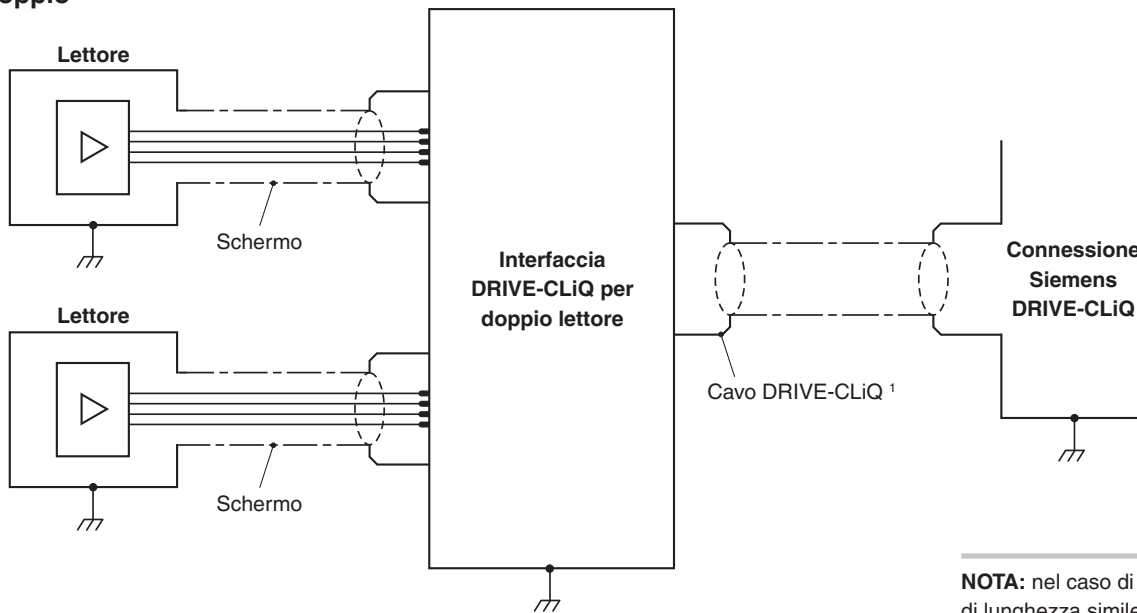 Lettore
Schermo
Lettore
Schermo
Interfaccia
DRIVE-CLiQ per
doppio lettore
Cavo DRIVE-CLiQ ¹
Connessione
Siemens
DRIVE-CLiQ
NOTA: nel caso di
di lunghezza simile